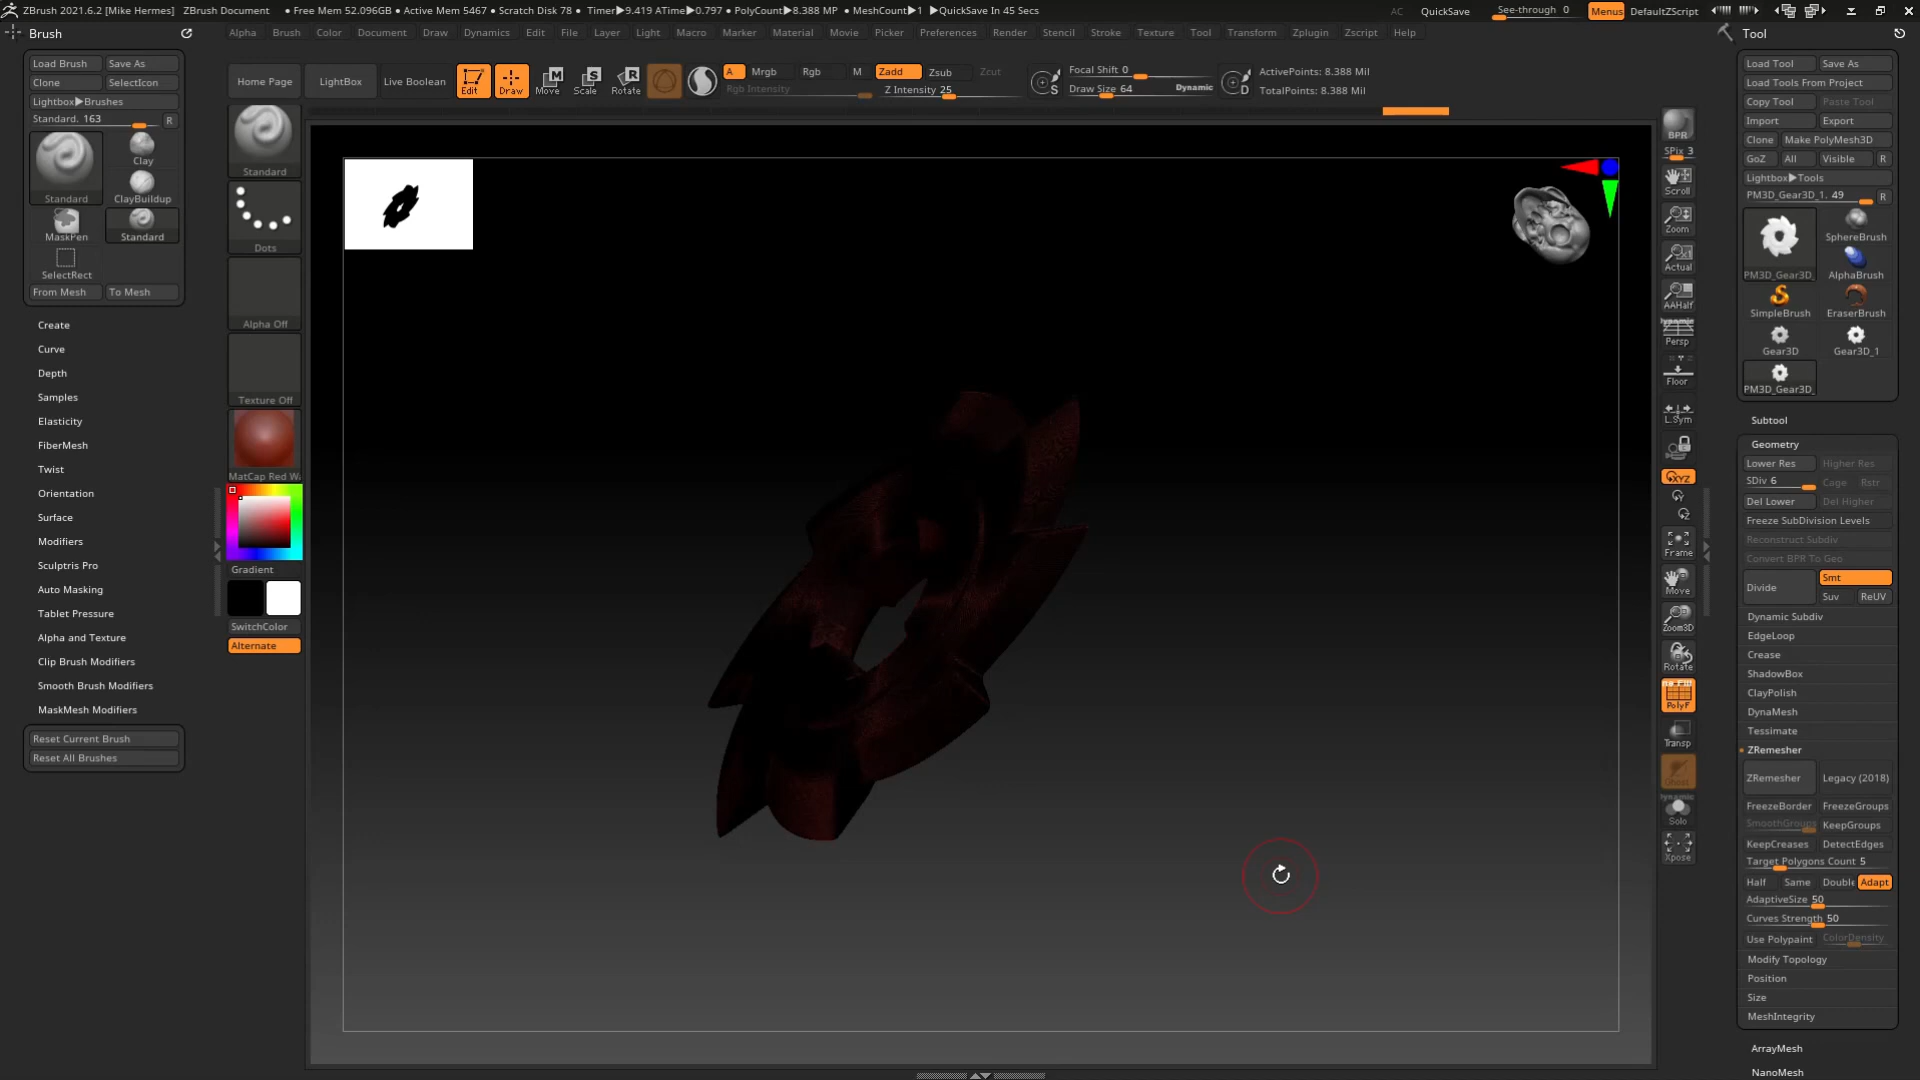 ZBrush 2021.6.2 [Mike Hermes] ZBrush Document • Free Mem 52.096GB • Active Mem 5467 • Scratch Disk 78 • Timer▶9.419 ATime▶0.797 • PolyCount▶8.388 MP • MeshCount▶1 ▶QuickSave In 45 Secs AC QuickSave See-through 0 Menus DefaultZScript
Brush
Alpha Brush Color Document Draw Dynamics Edit File Layer Light Macro Marker Material Movie Picker Preferences Render Stencil Stroke Texture Tool Transform Zplugin Zscript Help
Tool
Load Brush Save As
Clone SelectIcon
Lightbox▶Brushes
Standard. 163 R
Clay
Standard ClayBuildup
MaskPen Standard
SelectRect
From Mesh To Mesh
Create
Curve
Depth
Samples
Elasticity
FiberMesh
Twist
Orientation
Surface
Modifiers
Sculptris Pro
Auto Masking
Tablet Pressure
Alpha and Texture
Clip Brush Modifiers
Smooth Brush Modifiers
MaskMesh Modifiers
Reset Current Brush
Reset All Brushes
Home Page LightBox Live Boolean Edit Draw Move Scale Rotate
A Mrgb Rgb M Zadd Zsub Zcut
Rgb Intensity Z Intensity 25
Focal Shift 0
Draw Size 64 Dynamic
ActivePoints: 8.388 Mil
TotalPoints: 8.388 Mil
Standard
Dots
Alpha Off
Texture Off
MatCap Red W
Gradient
SwitchColor
Alternate
BPR
SPix 3
Scroll
Zoom
Actual
AAHalf
Dynamic
Persp
Floor
L.Sym
XYZ
Y
Z
Frame
Move
Zoom3D
Rotate
PolyF
Transp
Ghost
Dynamic
Solo
Xpose
Load Tool Save As
Load Tools From Project
Copy Tool Paste Tool
Import Export
Clone Make PolyMesh3D
GoZ All Visible R
Lightbox▶Tools
PM3D_Gear3D_1. 49 R
SphereBrush
PM3D_Gear3D_ AlphaBrush
SimpleBrush EraserBrush
Gear3D Gear3D_1
PM3D_Gear3D_
Subtool
Geometry
Lower Res Higher Res
SDiv 6 Cage Rstr
Del Lower Del Higher
Freeze SubDivision Levels
Reconstruct Subdiv
Convert BPR To Geo
Divide Smt
Suv ReUV
Dynamic Subdiv
EdgeLoop
Crease
ShadowBox
ClayPolish
DynaMesh
Tessimate
ZRemesher
ZRemesher Legacy (2018)
FreezeBorder FreezeGroups
SmoothGroups KeepGroups
KeepCreases DetectEdges
Target Polygons Count 5
Half Same Double Adapt
AdaptiveSize 50
Curves Strength 50
Use Polypaint ColorDensity
Modify Topology
Position
Size
MeshIntegrity
ArrayMesh
NanoMesh